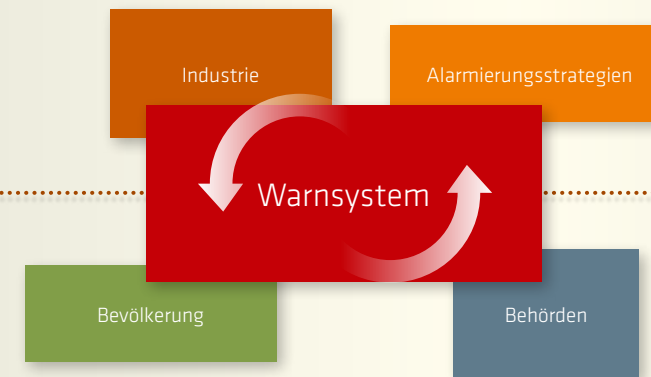 Industrie
Alarmierungsstrategien
Warnsystem
Bevölkerung
Behörden